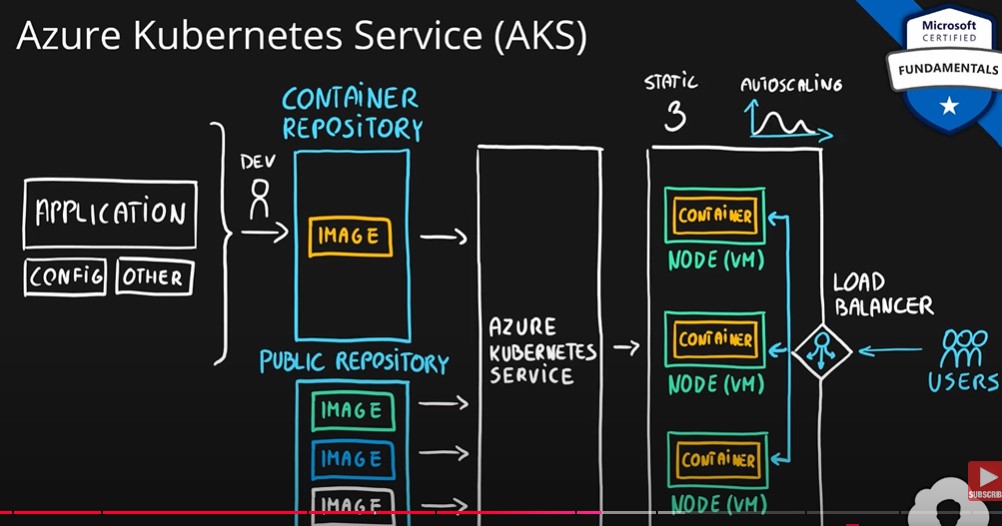 Azure Kubernetes Service (AKS)
Microsoft
CERTIFIED
FUNDAMENTALS
STATIC
3
AUTOSCALING
CONTAINER
REPOSITORY
DEV
APPLICATION
CONFIG
OTHER
IMAGE
PUBLIC REPOSITORY
IMAGE
IMAGE
IMAGE
AZURE
KUBERNETES
SERVICE
CONTAINER
NODE (VM)
CONTAINER
NODE (VM)
CONTAINER
NODE (VM)
LOAD
BALANCER
USERS
SUBSCRIB